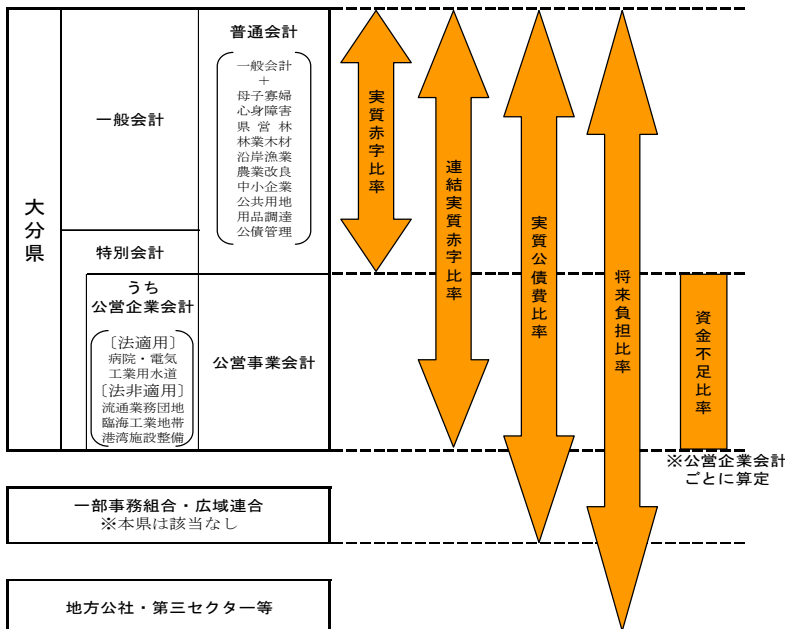 大分県
一般会計
普通会計
一般会計
+
母子寡婦
心身障害
県営林
林業木材
沿岸漁業
農業改良
中小企業
公共用地
用品調達
公債管理
特別会計
うち
公営企業会計
〔法適用〕
病院・電気
工業用水道
〔法非適用〕
流通業務団地
臨海工業地帯
港湾施設整備
公営事業会計
実質赤字比率
連結実質赤字比率
実質公債費比率
将来負担比率
資金不足比率
※公営企業会計
ごとに算定
一部事務組合・広域連合
※本県は該当なし
地方公社・第三セクター等